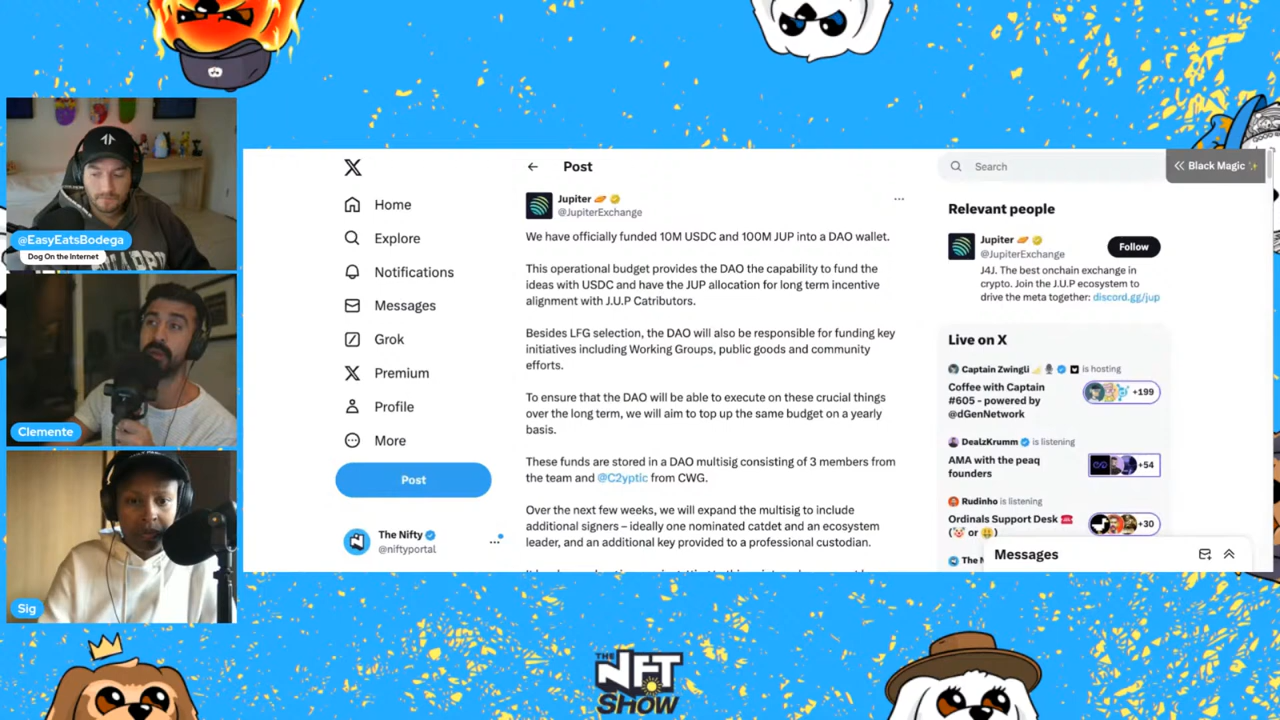 @EasyEatsBodega
Dog On the Internet
Clemente
Sig
Home
Explore
Notifications
Messages
Grok
Premium
Profile
More
Post
The Nifty
@niftyportal
Post
Jupiter
@JupiterExchange
We have officially funded 10M USDC and 100M JUP into a DAO wallet.
This operational budget provides the DAO the capability to fund the
ideas with USDC and have the JUP allocation for long term incentive
alignment with J.U.P Catributors.
Besides LFG selection, the DAO will also be responsible for funding key
initiatives including Working Groups, public goods and community
efforts.
To ensure that the DAO will be able to execute on these crucial things
over the long term, we will aim to top up the same budget on a yearly
basis.
These funds are stored in a DAO multisig consisting of 3 members from
the team and @C2yptic from CWG.
Over the next few weeks, we will expand the multisig to include
additional signers – ideally one nominated catdet and an ecosystem
leader, and an additional key provided to a professional custodian.
Search
Black Magic
Relevant people
Jupiter
@JupiterExchange
Follow
J4J. The best onchain exchange in
crypto. Join the J.U.P ecosystem to
drive the meta together: discord.gg/jup
Live on X
Captain Zwingli is hosting
Coffee with Captain
#605 - powered by
@dGenNetwork
+199
DealzKrumm is listening
AMA with the peaq
founders
+54
Rudinho is listening
Ordinals Support Desk
( or )
+30
The N
Messages
THE
NFT
SHOW